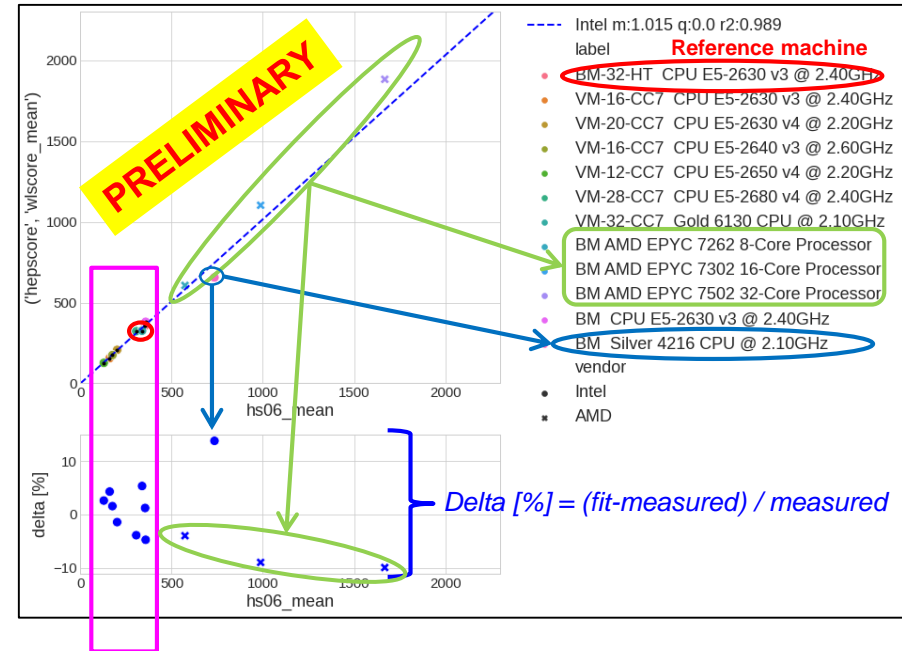 PRELIMINARY
('hepscore', 'wlscore_mean')
2000
1500
1000
500
0
0
500
1000
1500
2000
hs06_mean
Intel m:1.015 q:0.0 r2:0.989
label
Reference machine
BM-32-HT CPU E5-2630 v3 @ 2.40GHz
VM-16-CC7 CPU E5-2630 v3 @ 2.40GHz
VM-20-CC7 CPU E5-2630 v4 @ 2.20GHz
VM-16-CC7 CPU E5-2640 v3 @ 2.60GHz
VM-12-CC7 CPU E5-2650 v4 @ 2.20GHz
VM-28-CC7 CPU E5-2680 v4 @ 2.40GHz
VM-32-CC7 Gold 6130 CPU @ 2.10GHz
BM AMD EPYC 7262 8-Core Processor
BM AMD EPYC 7302 16-Core Processor
BM AMD EPYC 7502 32-Core Processor
BM CPU E5-2630 v3 @ 2.40GHz
BM Silver 4216 CPU @ 2.10GHz
vendor
Intel
AMD
delta [%]
10
0
−10
0
500
1000
1500
2000
hs06_mean
Delta [%] = (fit-measured) / measured